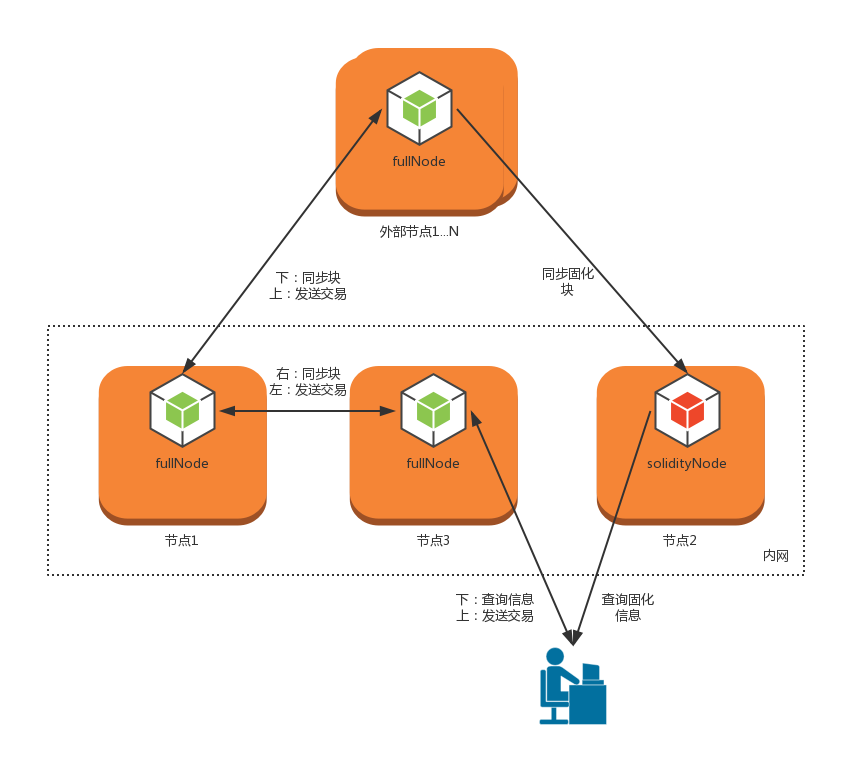 fullNode
外部节点1...N
下：同步块
上：发送交易
同步固化
块
右：同步块
左：发送交易
fullNode
fullNode
solidityNode
节点1
节点3
节点2
内网
下：查询信息
上：发送交易
查询固化
信息